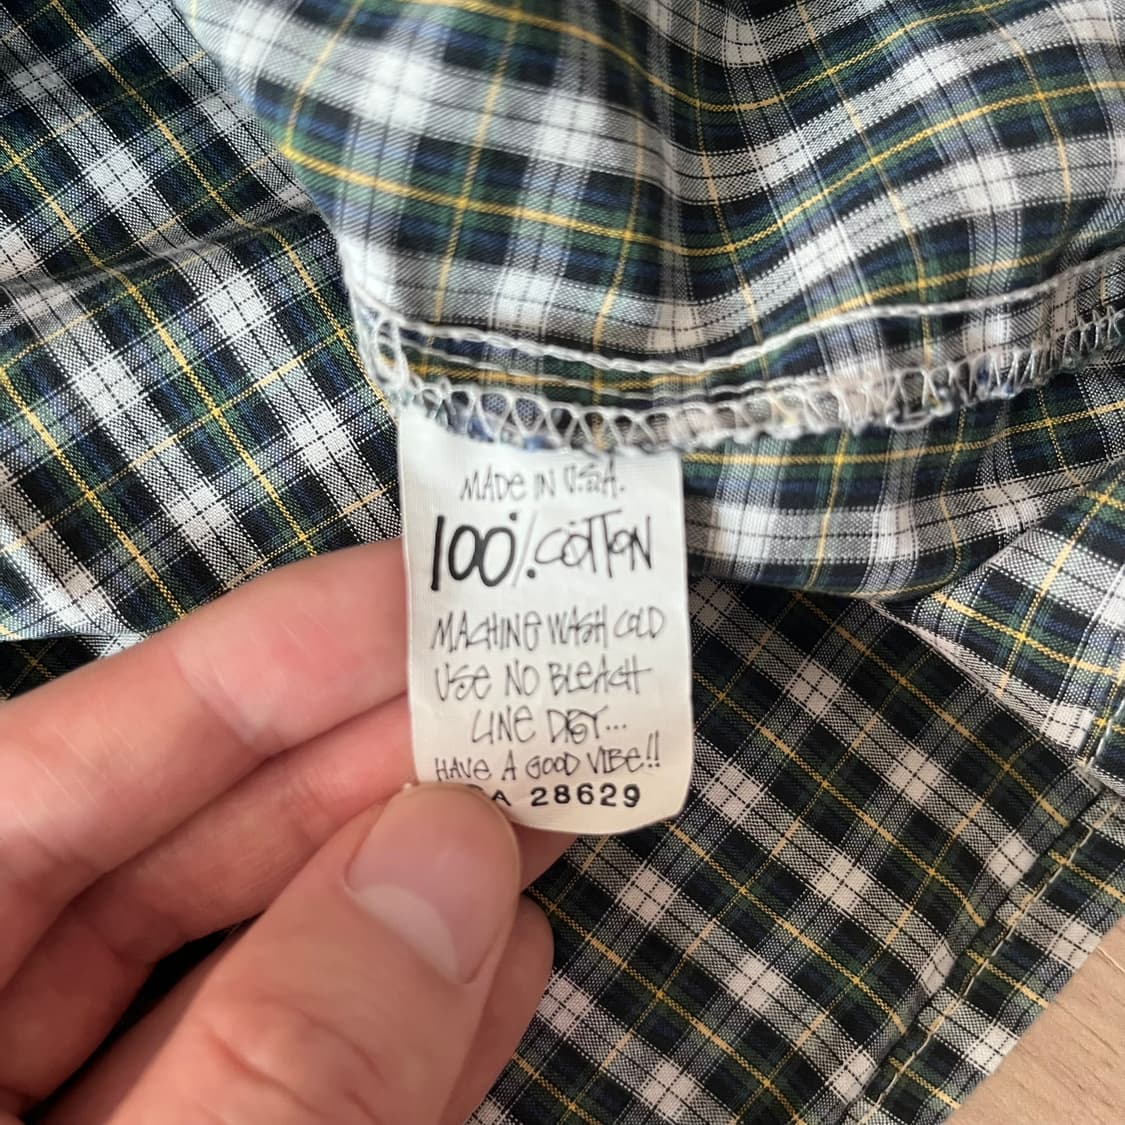 MADE IN U.S.A.
100%.COTTON
MACHINE WASH COLD
USE NO BLEACH
LINE DRY...
HAVE A GOOD VIBE!!
A 28629